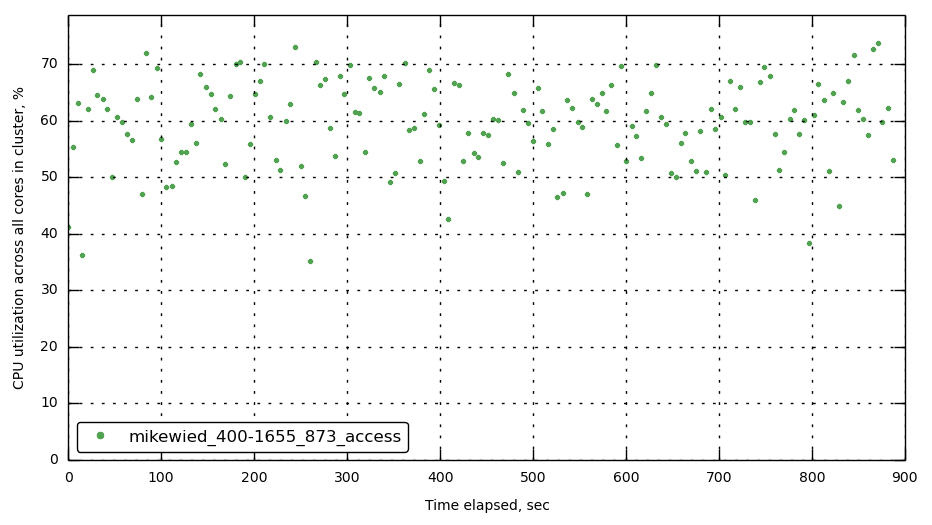 CPU utilization across all cores in cluster, %
70
60
50
40
30
20
10
0
mikewied_400-1655_873_access
0 100 200 300 400 500 600 700 800 900
Time elapsed, sec